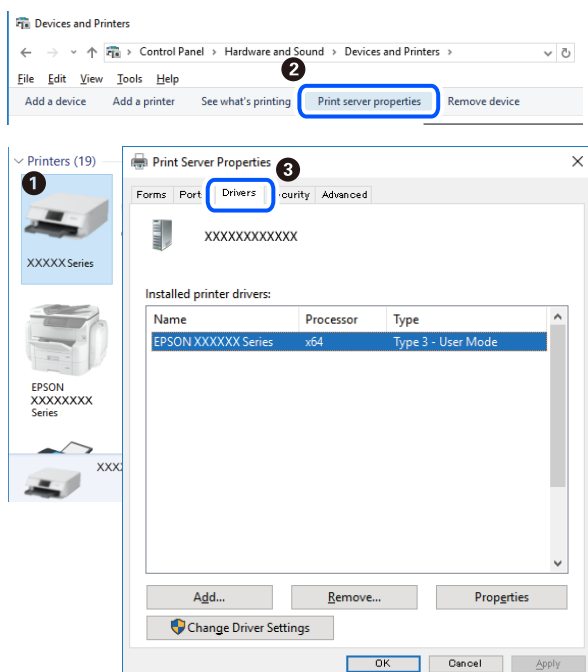 Devices and Printers
Control Panel > Hardware and Sound > Devices and Printers >
2
File Edit View Tools Help
Add a device Add a printer See what's printing Print server properties Remove device
Printers (19)
1
XXXXX Series
EPSON
XXXXXXXX
Series
XXX
Print Server Properties
3
Forms Port Drivers curity Advanced
XXXXXXXXXXXX
Installed printer drivers:
Name Processor Type
EPSON XXXXXX Series x64 Type 3 - User Mode
Add... Remove... Properties
Change Driver Settings
OK Cancel Apply